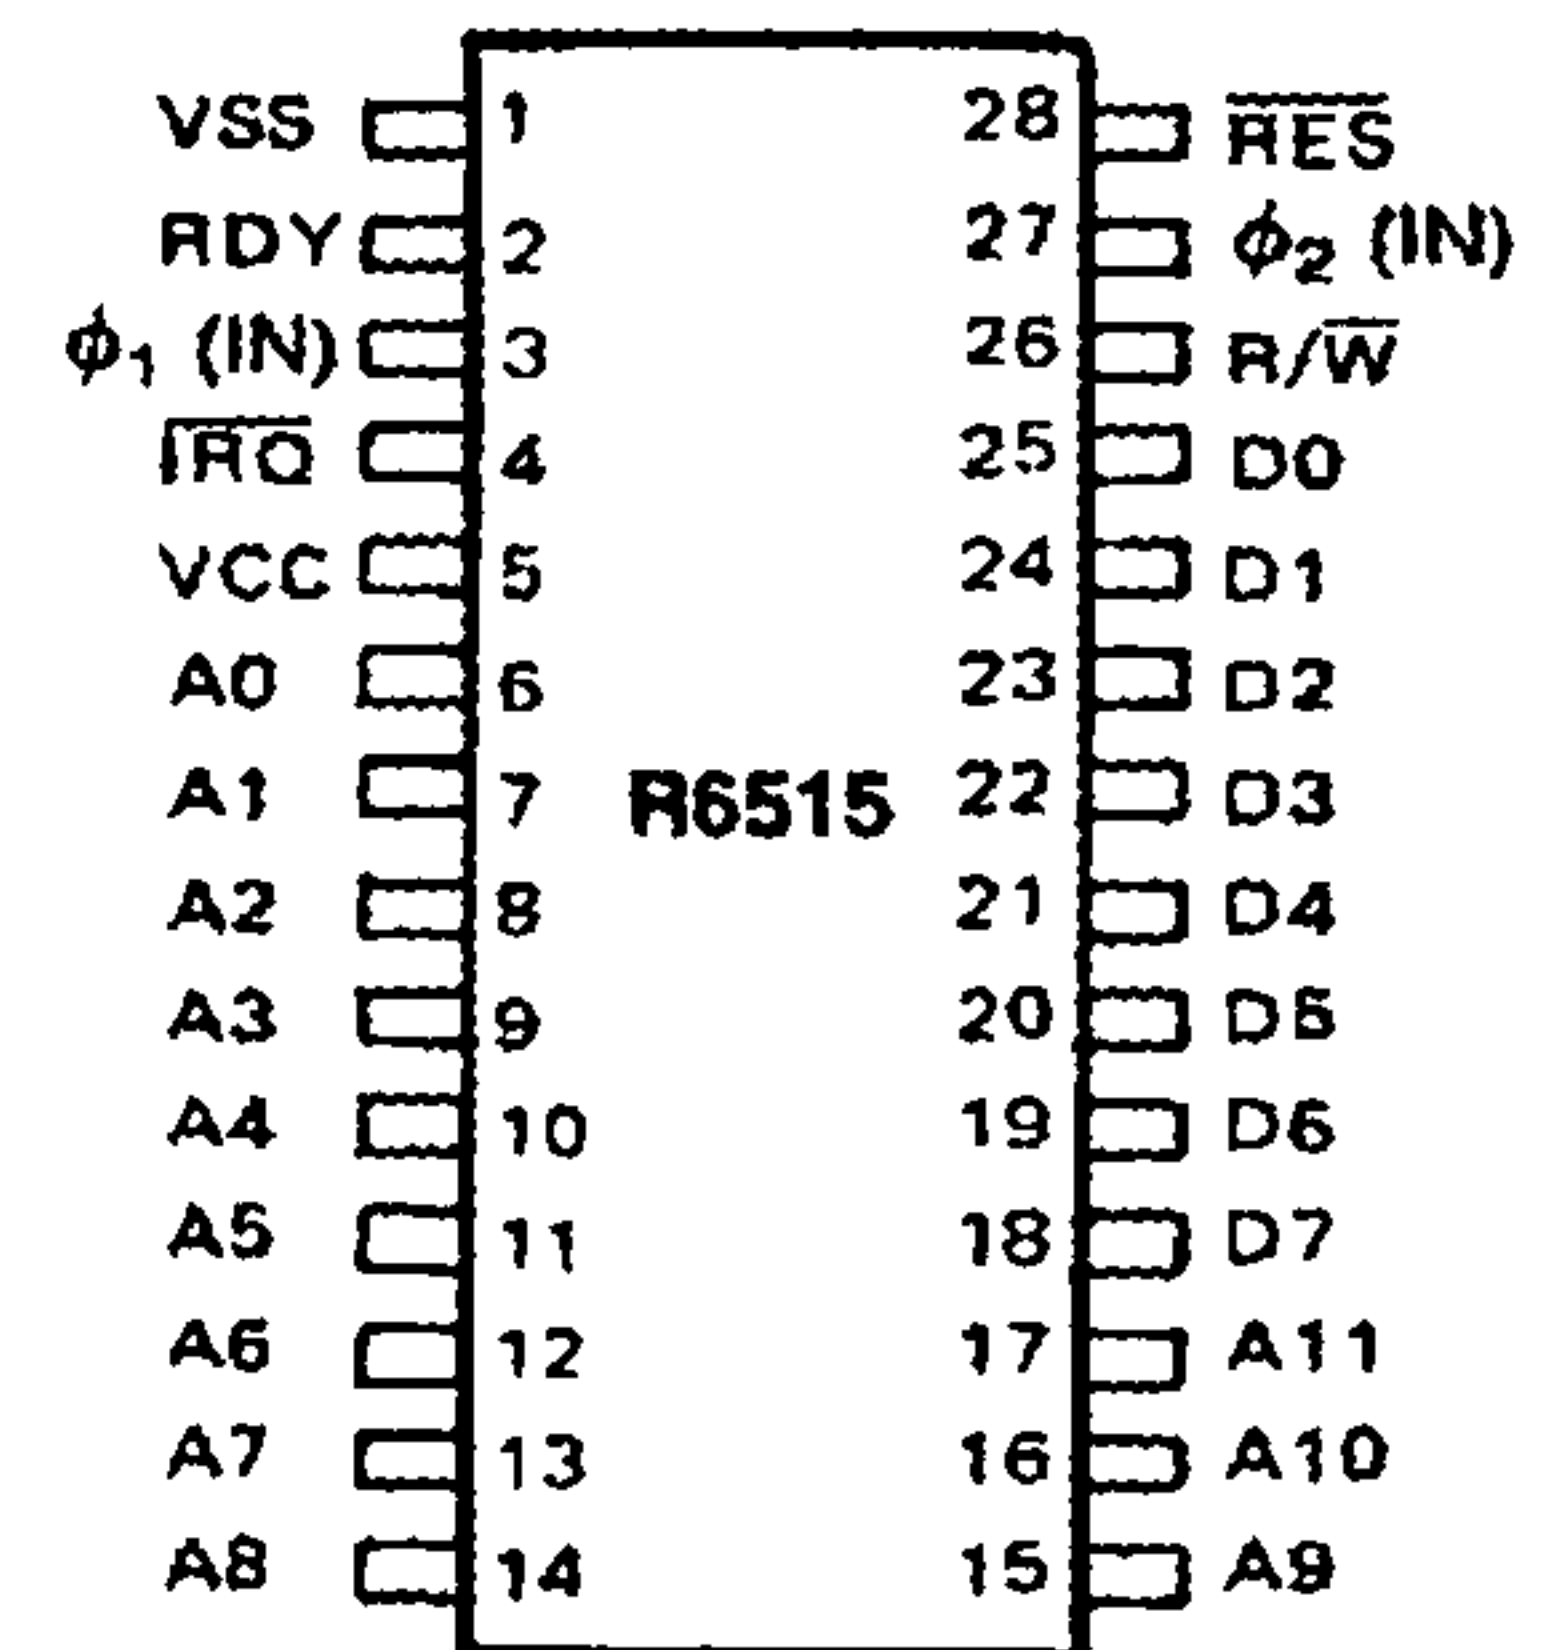 VSS 1 28 R̅E̅S̅
RDY 2 27 ϕ₂ (IN)
ϕ₁ (IN) 3 26 R/W̅
I̅R̅Q̅ 4 25 D0
VCC 5 24 D1
A0 6 23 D2
A1 7 R6515 22 D3
A2 8 21 D4
A3 9 20 D5
A4 10 19 D6
A5 11 18 D7
A6 12 17 A11
A7 13 16 A10
A8 14 15 A9